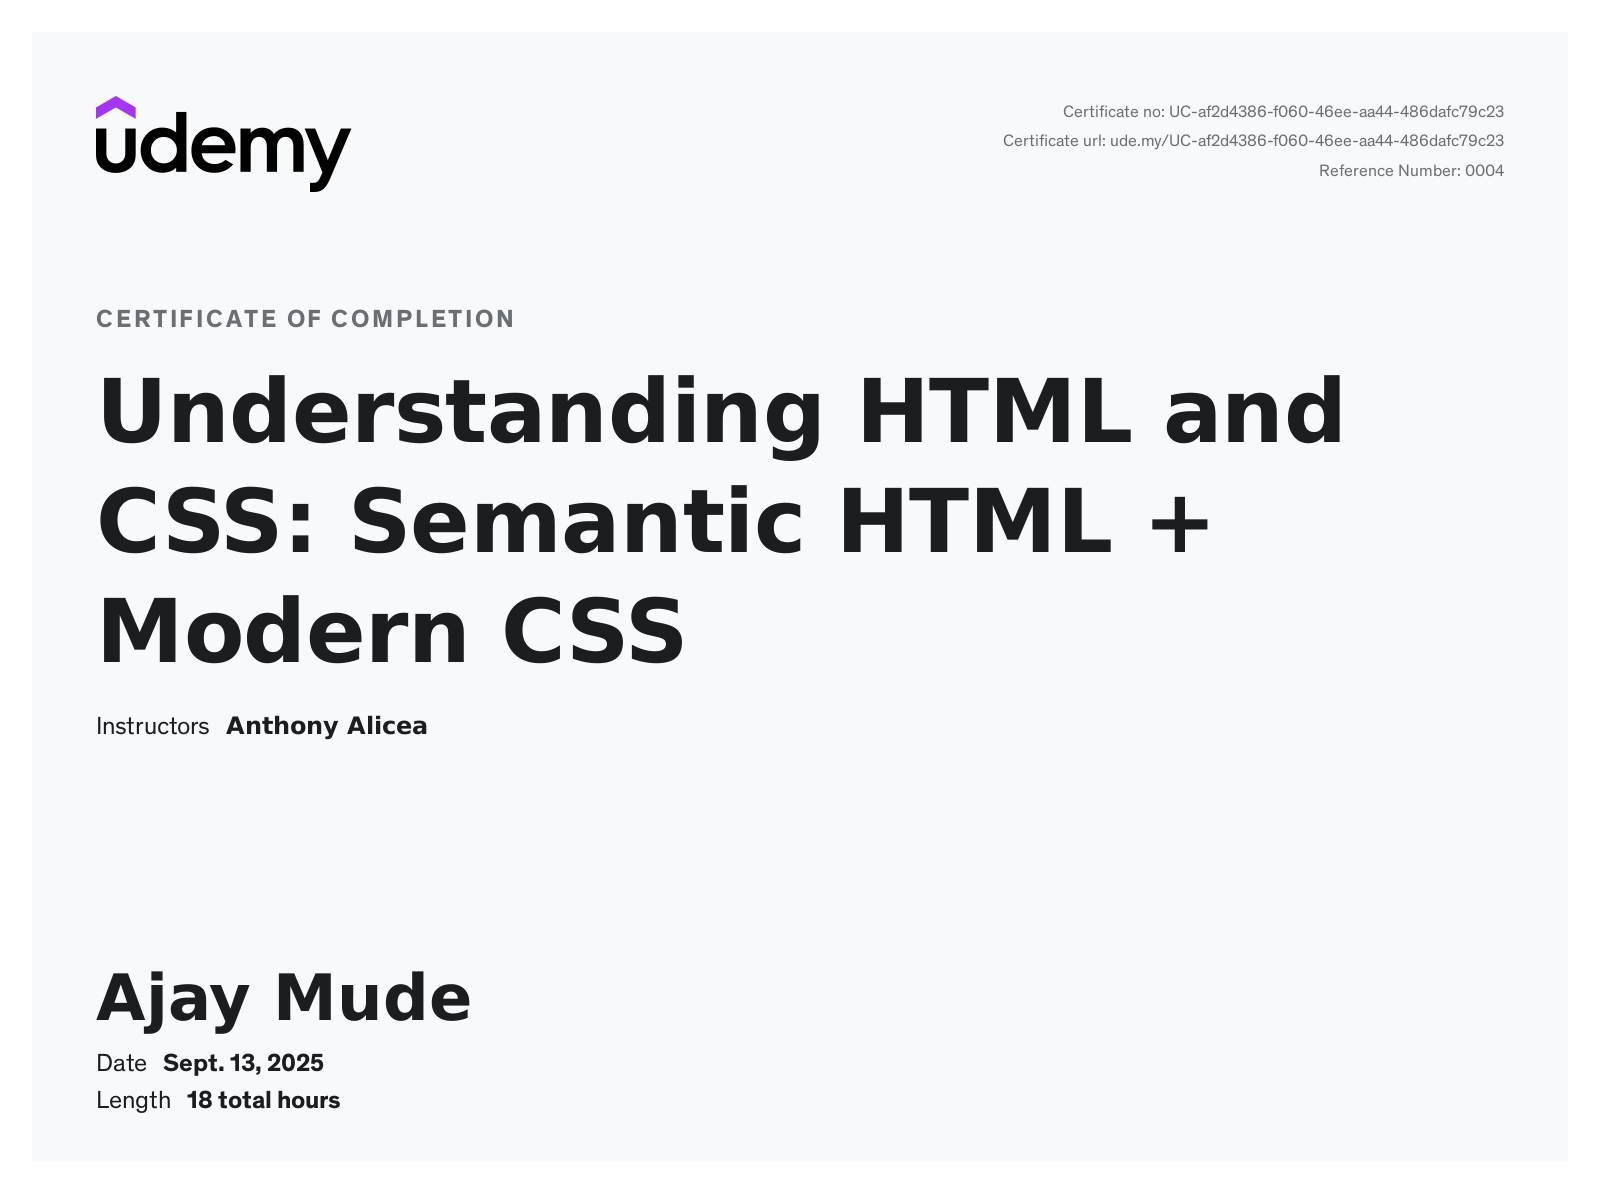 udemy
Certificate no: UC-af2d4386-f060-46ee-aa44-486dafc79c23
Certificate url: ude.my/UC-af2d4386-f060-46ee-aa44-486dafc79c23
Reference Number: 0004
CERTIFICATE OF COMPLETION
Understanding HTML and
CSS: Semantic HTML +
Modern CSS
Instructors Anthony Alicea
Ajay Mude
Date Sept. 13, 2025
Length 18 total hours